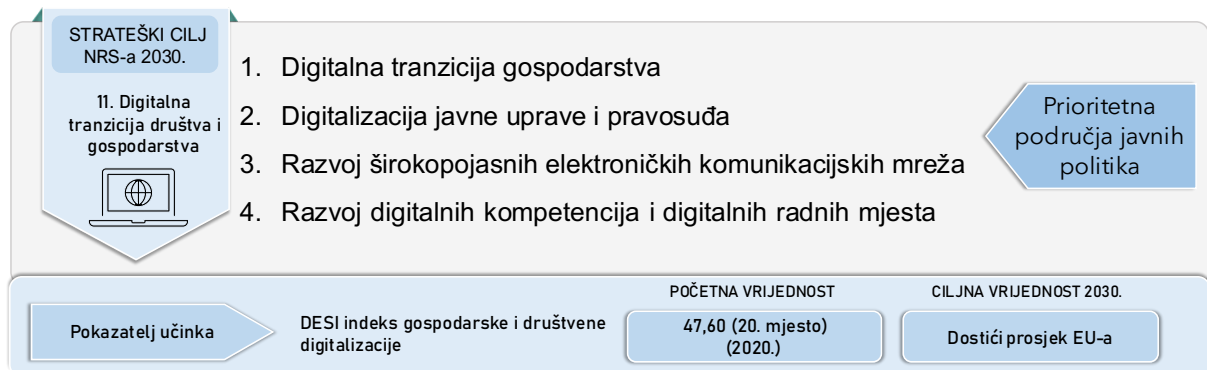 STRATEŠKI CILJ
NRS-a 2030.
11. Digitalna
tranzicija društva i
gospodarstva
1. Digitalna tranzicija gospodarstva
2. Digitalizacija javne uprave i pravosuđa
3. Razvoj širokopojasnih elektroničkih komunikacijskih mreža
4. Razvoj digitalnih kompetencija i digitalnih radnih mjesta
Prioritetna
područja javnih
politika
Pokazatelj učinka
DESI indeks gospodarske i društvene
digitalizacije
POČETNA VRIJEDNOST
47,60 (20. mjesto)
(2020.)
CILJNA VRIJEDNOST 2030.
Dostići prosjek EU-a